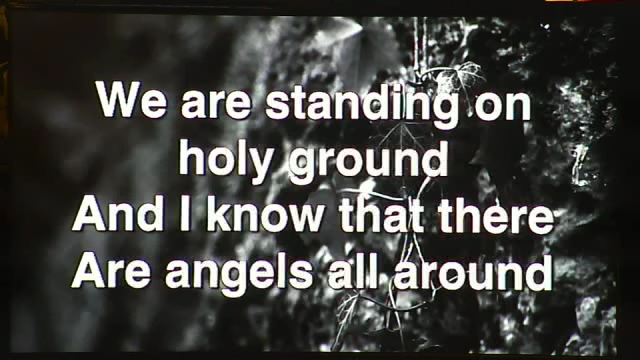 We are standing on
holy ground
And I know that there
Are angels all around